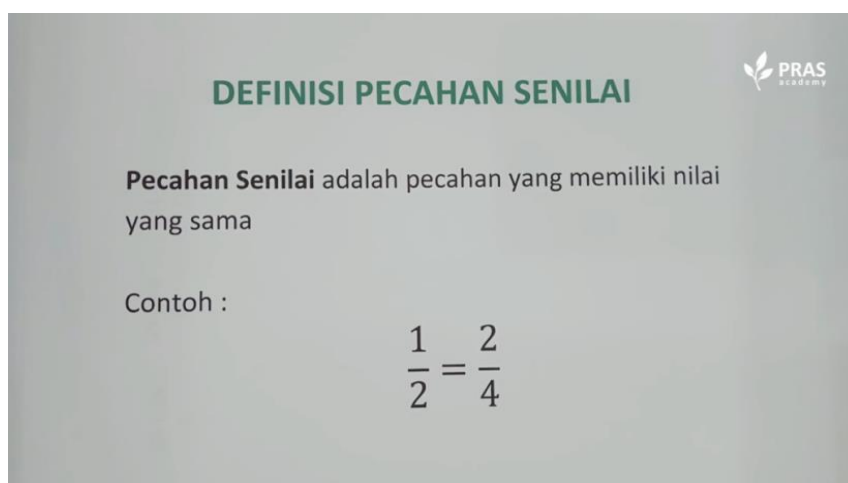 DEFINISI PECAHAN SENILAI
PRAS
academy
Pecahan Senilai adalah pecahan yang memiliki nilai
yang sama
Contoh :
1/2 = 2/4